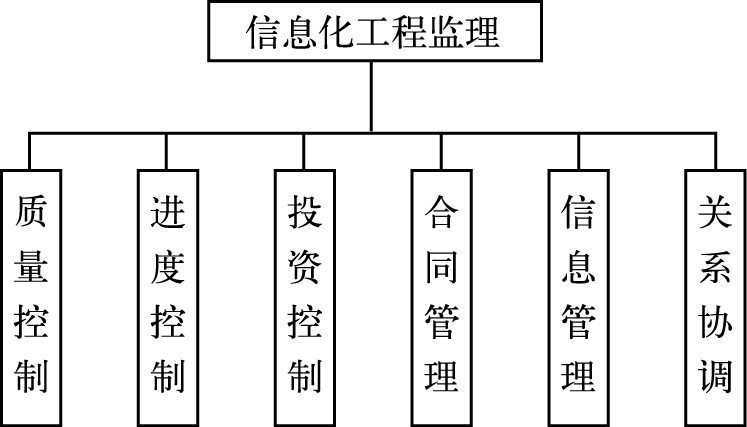 信息化工程监理
质量控制
进度控制
投资控制
合同管理
信息管理
关系协调